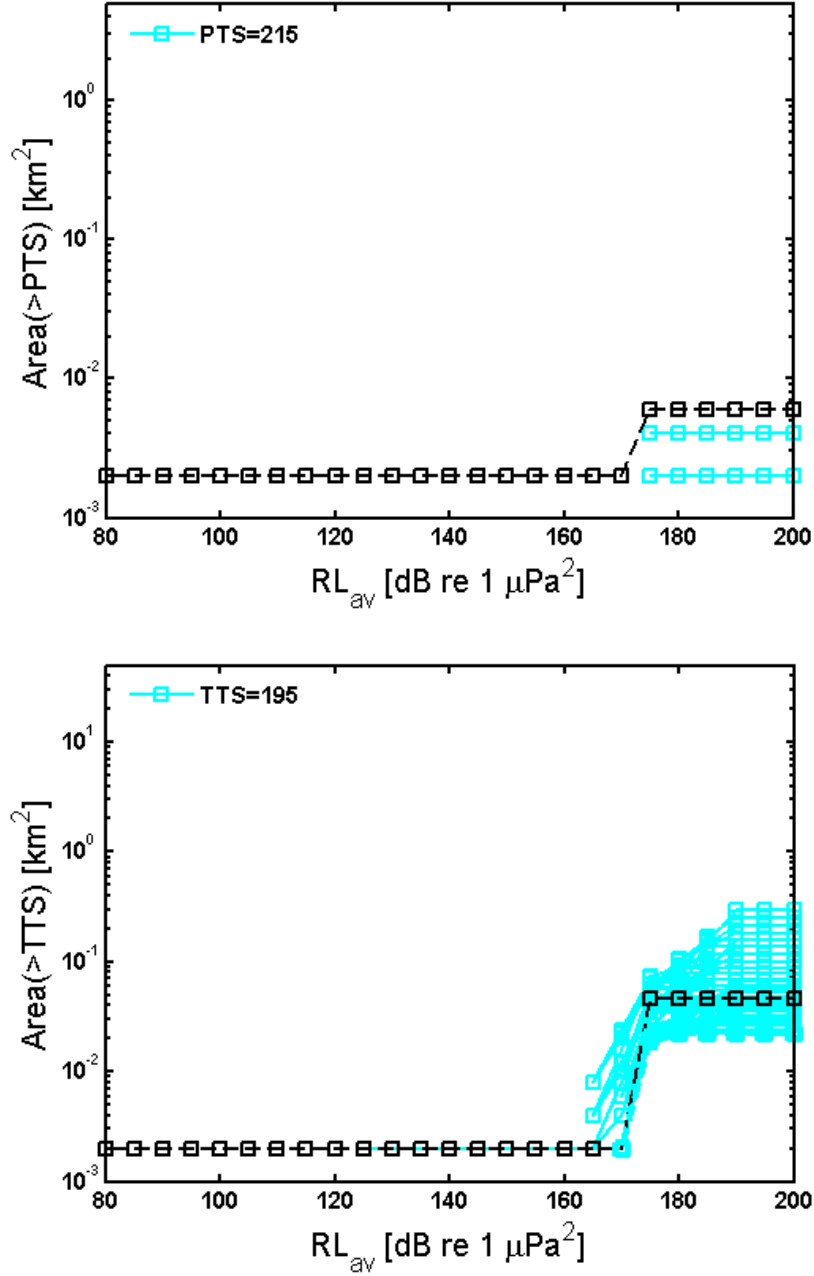 PTS=215
Area(>PTS) [km²]
10⁰
10⁻¹
10⁻²
10⁻³
80 100 120 140 160 180 200
RL_av [dB re 1 μPa²]
TTS=195
Area(>TTS) [km²]
10¹
10⁰
10⁻¹
10⁻²
10⁻³
80 100 120 140 160 180 200
RL_av [dB re 1 μPa²]